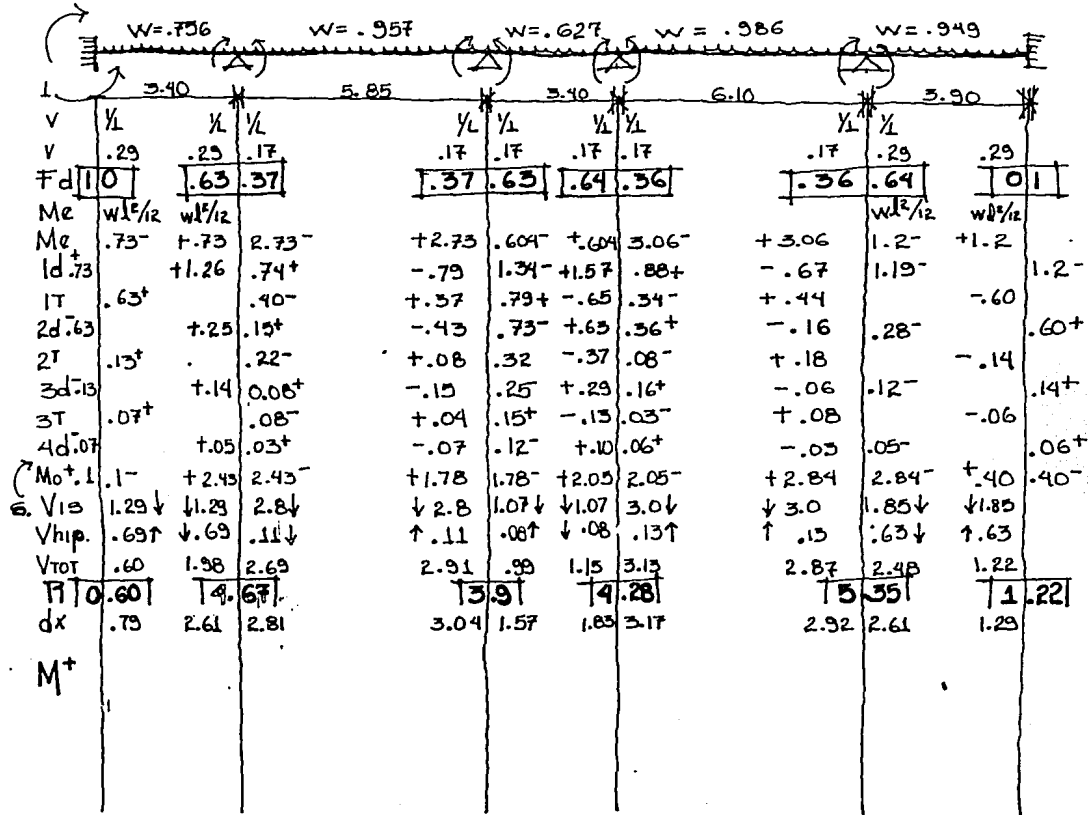 W=.756 W= .957 W=.627 W= .986 W= .949
1. 3.40 5.85 3.40 6.10 3.90
V 1/L 1/L 1/L 1/L 1/L 1/L 1/L 1/L 1/L
V .29 .29 .17 .17 .17 .17 .17 .17 .29 .29
Fd 1 0 .63 .37 .37 .63 .64 .36 .36 .64 0 1
Me wl²/12 wl²/12 wl²/12 wl²/12
Me .73- +.73 2.73- +2.73 .604- +.604 3.06- +3.06 1.2- +1.2
1d +.73 +1.26 .74+ -.79 1.34- +1.57 .88+ -.67 1.19- 1.2-
1T .63+ .40- +.37 .79+ -.65 .34- +.44 -.60
2d -.63 +.25 .15+ -.43 .73- +.63 .36+ -.16 .28- .60+
2T .13+ .22- +.08 .32 -.37 .08- +.18 -.14
3d -.13 +.14 0.08+ -.15 .25- +.29 .16+ -.06 .12- .14+
3T .07+ .08- +.04 .15+ -.13 .03- +.08 -.06
4d -.07 +.05 .03+ -.07 .12- +.10 .06+ -.03 .05- .06+
Mo +.1 .1- +2.43 2.43- +1.78 1.78- +2.05 2.05- +2.84 2.84- +.40 .40-
s. Vis 1.29↓ ↓1.29 2.8↓ ↓2.8 1.07↓ ↓1.07 3.0↓ ↓3.0 1.85↓ ↓1.85
Vhip. .69↑ ↓.69 .11↓ ↑.11 .08↑ ↓.08 .13↑ ↑.13 .63↓ ↑.63
VTOT .60 1.98 2.69 2.91 .99 1.15 3.13 2.87 2.48 1.22
R 0.60 4.67 3.9 4.28 5.35 1.22
dx .79 2.61 2.81 3.04 1.57 1.83 3.17 2.92 2.61 1.29
M+